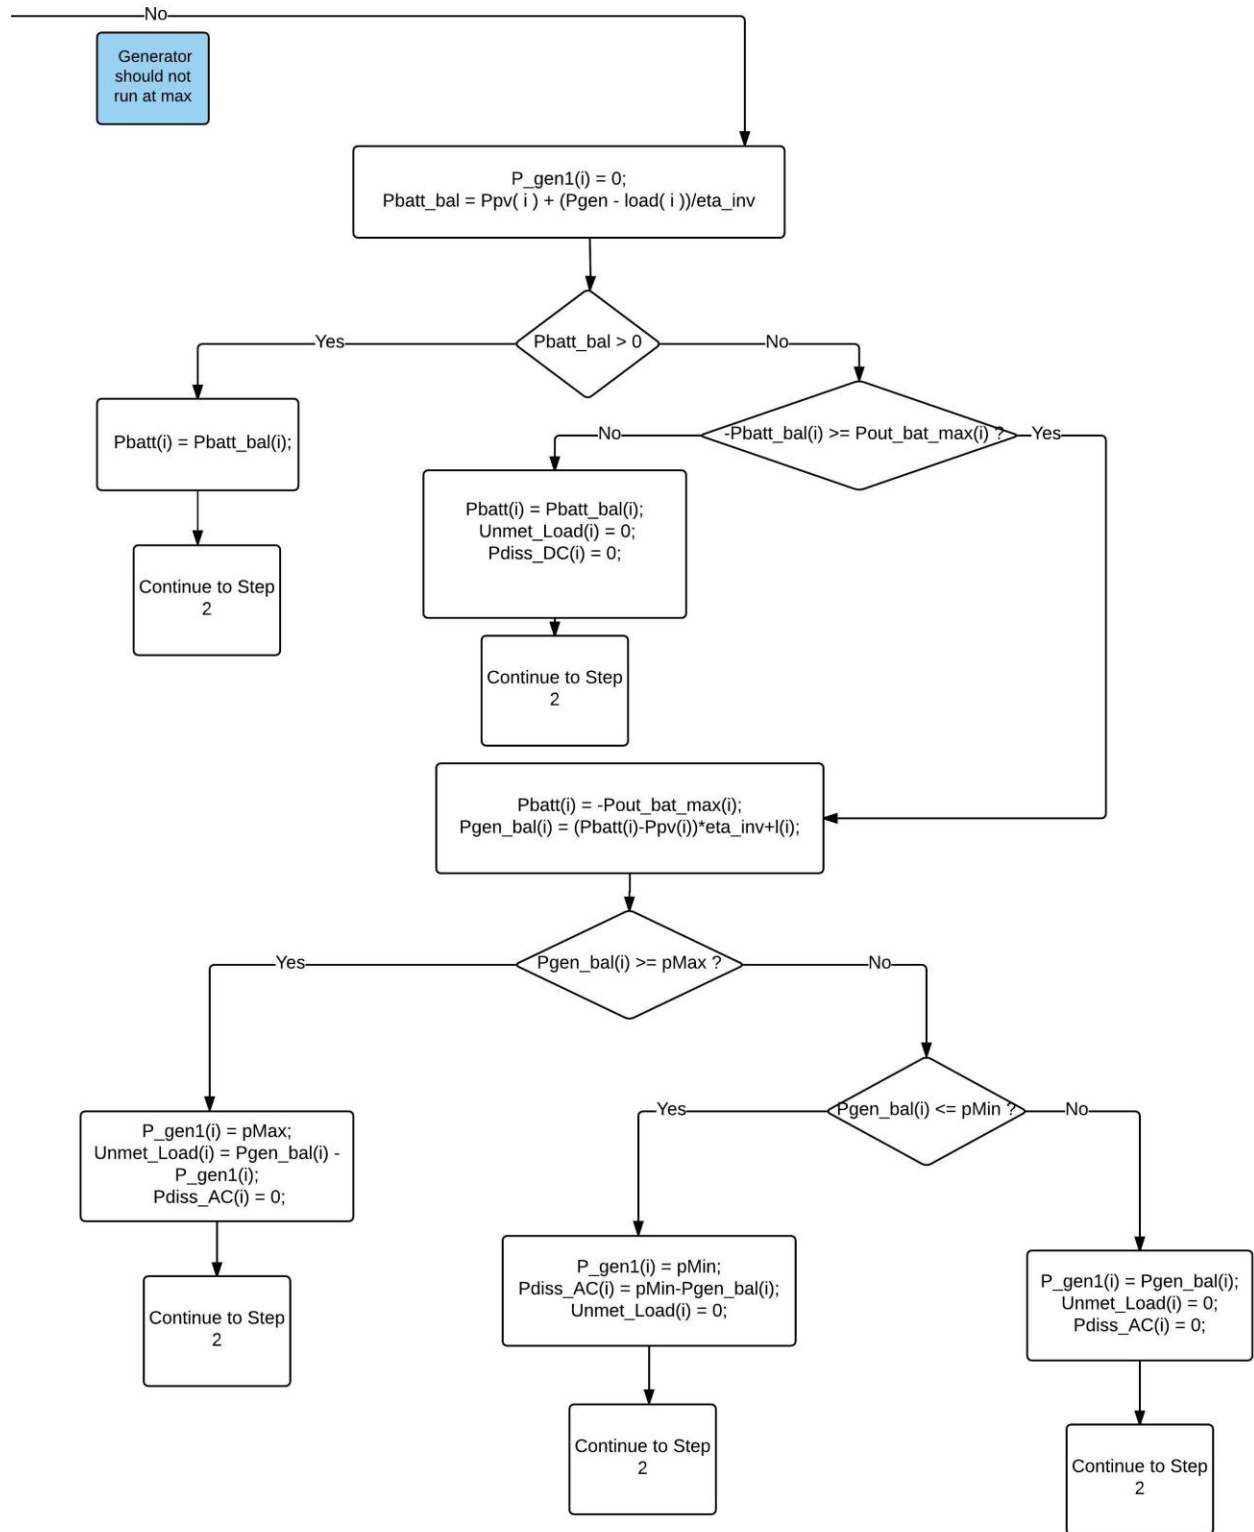 No
Generator
should not
run at max
P_gen1(i) = 0;
Pbatt_bal = Ppv( i ) + (Pgen - load( i ))/eta_inv
Pbatt_bal > 0
Yes
No
Pbatt(i) = Pbatt_bal(i);
Continue to Step
2
-Pbatt_bal(i) >= Pout_bat_max(i) ?
No
Yes
Pbatt(i) = Pbatt_bal(i);
Unmet_Load(i) = 0;
Pdiss_DC(i) = 0;
Continue to Step
2
Pbatt(i) = -Pout_bat_max(i);
Pgen_bal(i) = (Pbatt(i)-Ppv(i))*eta_inv+l(i);
Pgen_bal(i) >= pMax ?
Yes
No
P_gen1(i) = pMax;
Unmet_Load(i) = Pgen_bal(i) -
P_gen1(i);
Pdiss_AC(i) = 0;
Continue to Step
2
Pgen_bal(i) <= pMin ?
Yes
No
P_gen1(i) = pMin;
Pdiss_AC(i) = pMin-Pgen_bal(i);
Unmet_Load(i) = 0;
Continue to Step
2
P_gen1(i) = Pgen_bal(i);
Unmet_Load(i) = 0;
Pdiss_AC(i) = 0;
Continue to Step
2